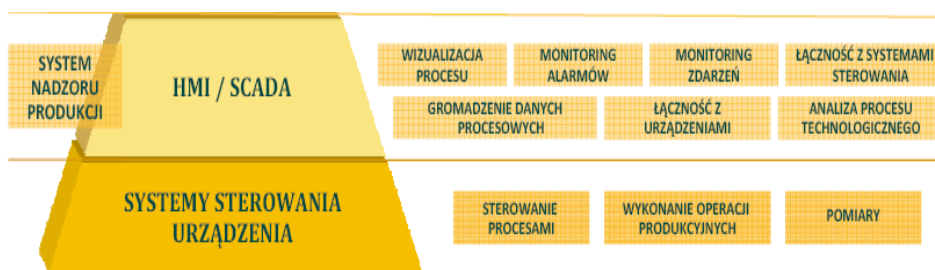 SYSTEM
NADZORU
PRODUKCJI
HMI / SCADA
WIZUALIZACJA
PROCESU
MONITORING
ALARMÓW
MONITORING
ZDARZEŃ
ŁĄCZNOŚĆ Z SYSTEMAMI
STEROWANIA
GROMADZENIE DANYCH
PROCESOWYCH
ŁĄCZNOŚĆ Z
URZĄDZENIAMI
ANALIZA PROCESU
TECHNOLOGICZNEGO
SYSTEMY STEROWANIA
URZĄDZENIA
STEROWANIE
PROCESAMI
WYKONANIE OPERACJI
PRODUKCYJNYCH
POMIARY